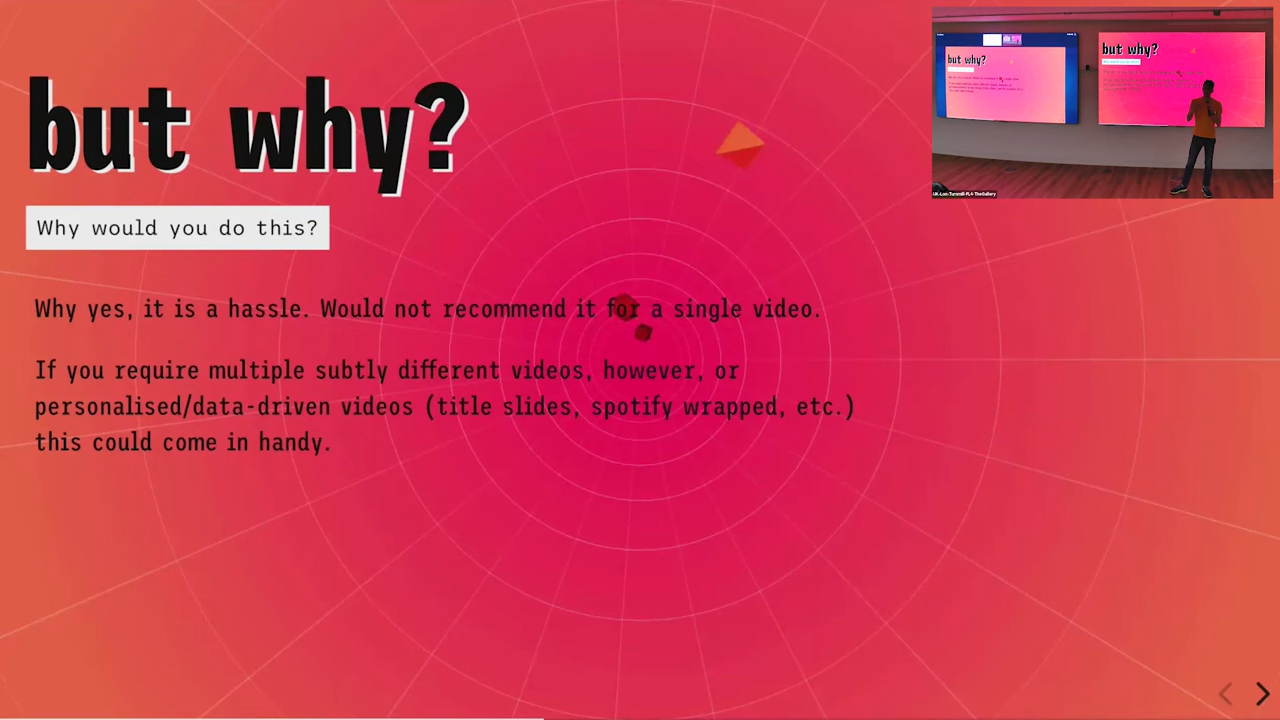 but why?
Why would you do this?
Why yes, it is a hassle. Would not recommend it for a single video.
If you require multiple subtly different videos, however, or
personalised/data-driven videos (title slides, spotify wrapped, etc.)
this could come in handy.
but why?
but why?